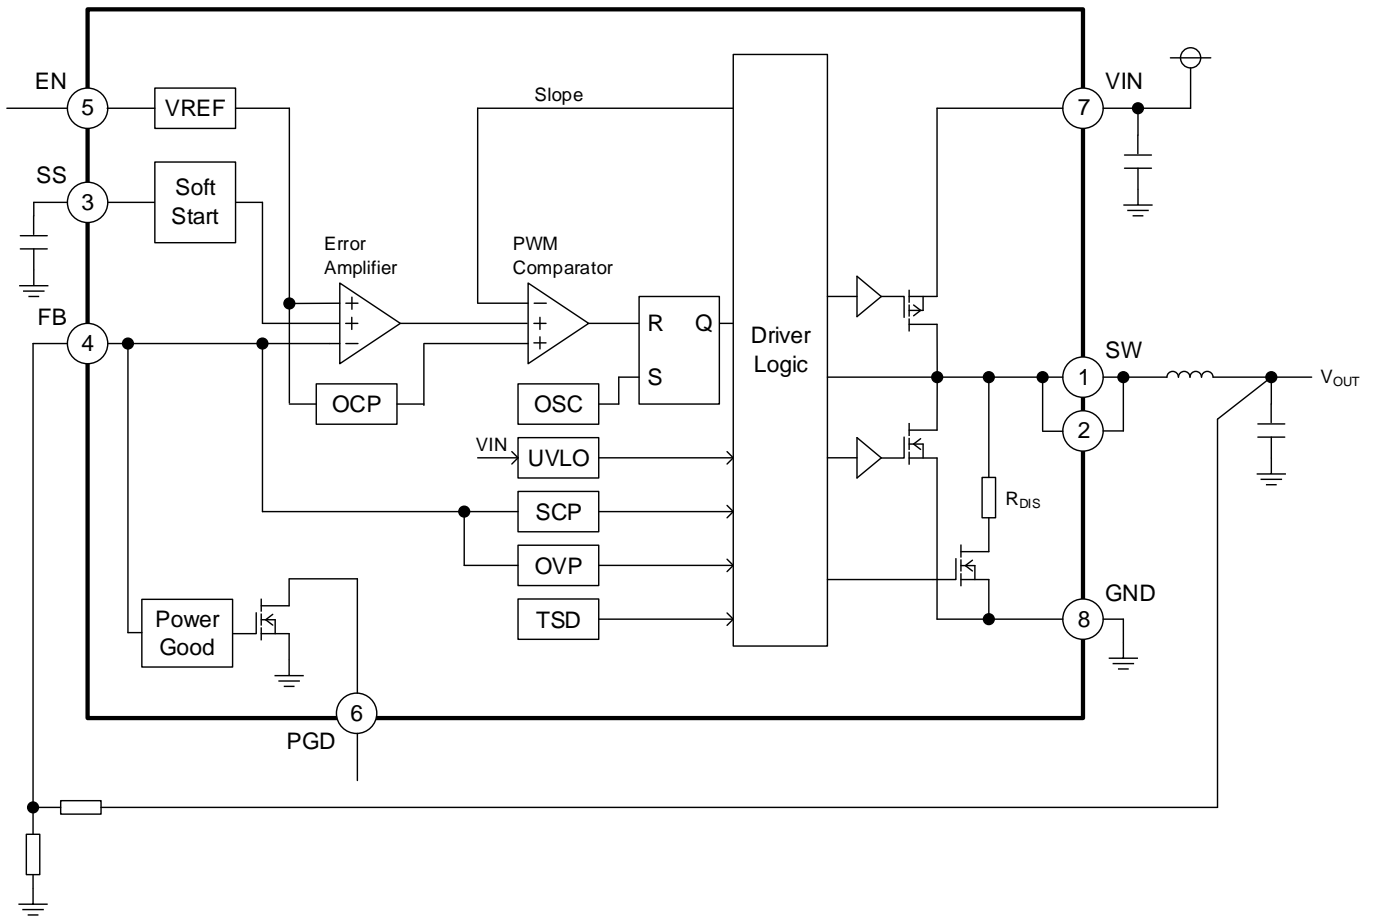 EN
5
VREF
Slope
7
VIN
SS
3
Soft
Start
Error
Amplifier
PWM
Comparator
FB
4
+
+
−
−
+
+
R
Q
S
Driver
Logic
OCP
OSC
VIN
UVLO
SCP
OVP
TSD
SW
1
2
VOUT
RDIS
GND
8
Power
Good
6
PGD